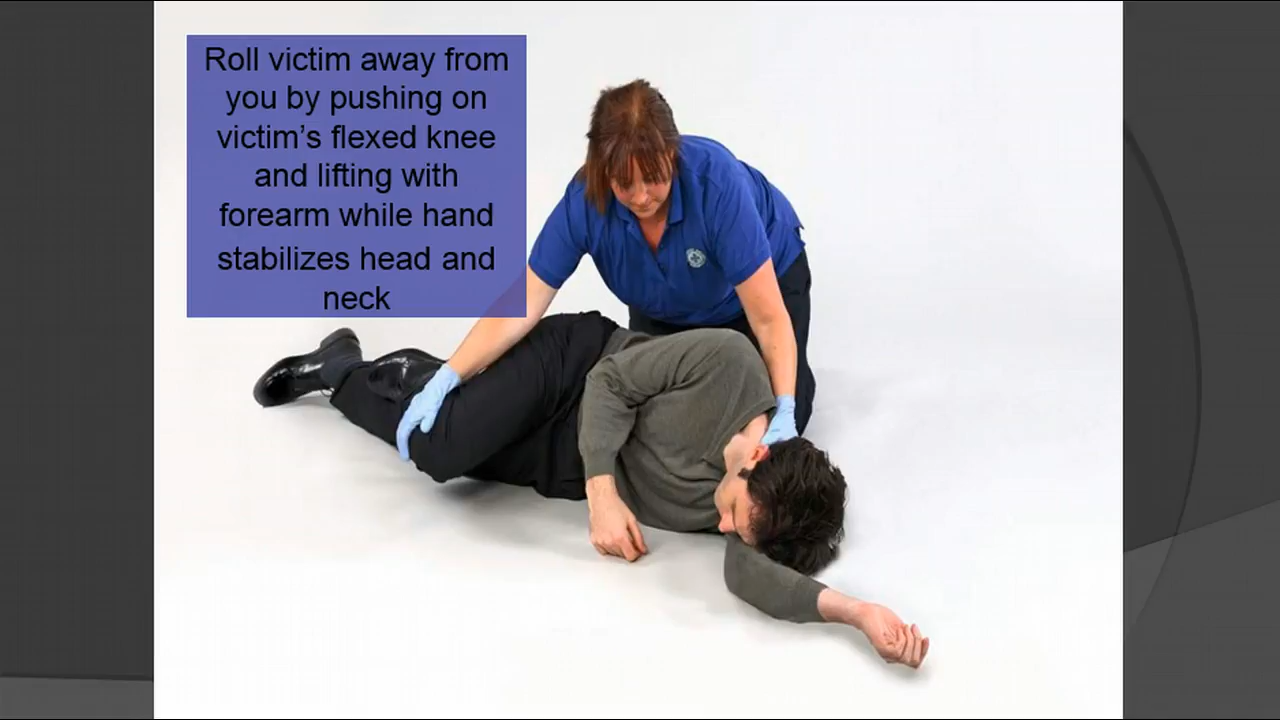 Roll victim away from
you by pushing on
victim's flexed knee
and lifting with
forearm while hand
stabilizes head and
neck